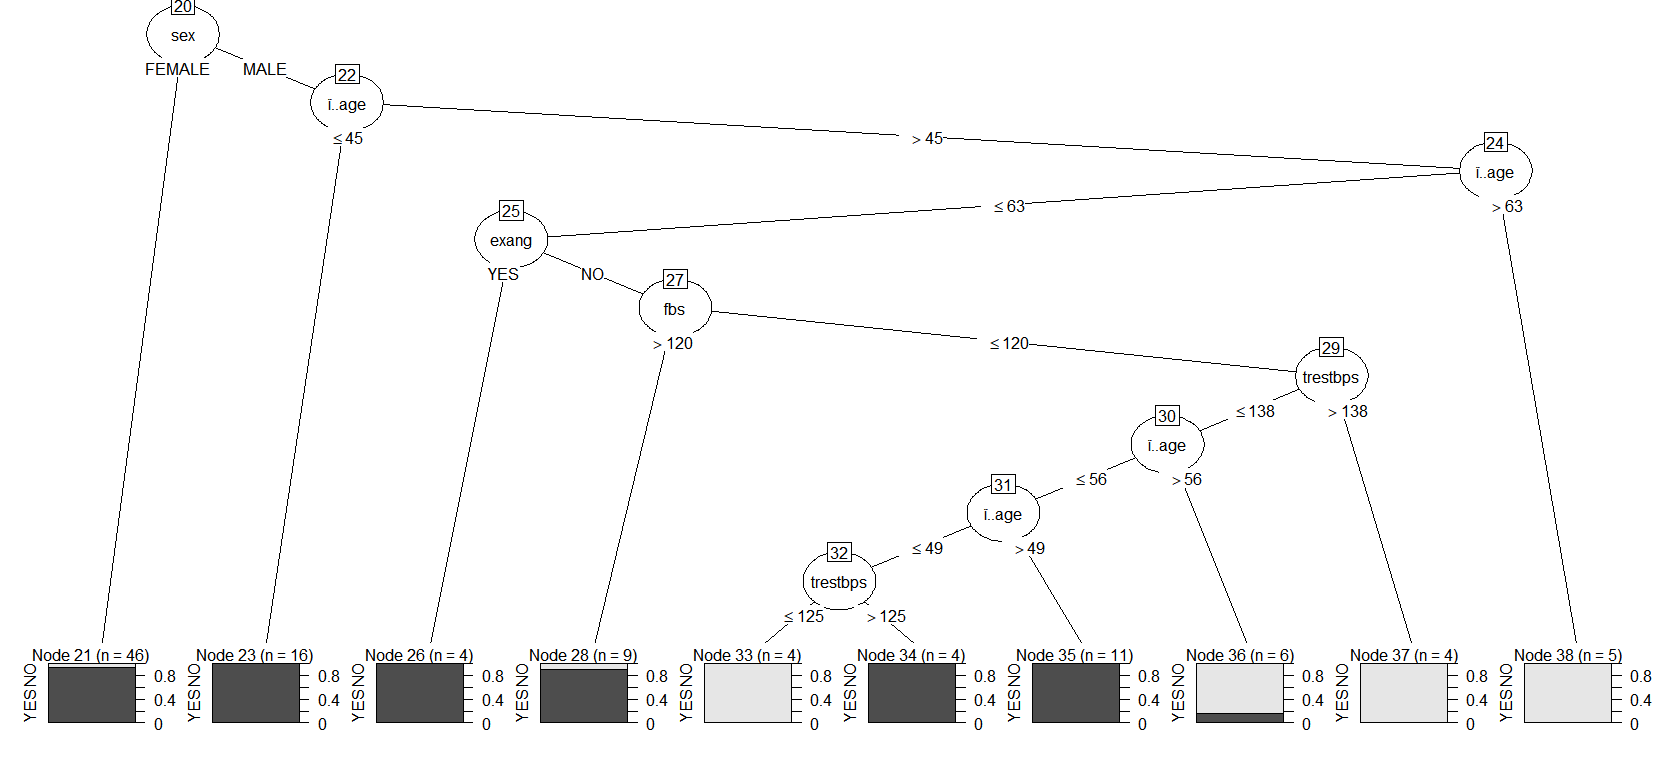 20
sex
FEMALE
MALE
22
ï..age
≤ 45
> 45
24
ï..age
≤ 63
> 63
25
exang
YES
NO
27
fbs
> 120
≤ 120
29
trestbps
≤ 138
> 138
30
ï..age
≤ 56
> 56
31
ï..age
≤ 49
> 49
32
trestbps
≤ 125
> 125
Node 21 (n = 46)
YES NO
0.8
0.4
0
Node 23 (n = 16)
YES NO
0.8
0.4
0
Node 26 (n = 4)
YES NO
0.8
0.4
0
Node 28 (n = 9)
YES NO
0.8
0.4
0
Node 33 (n = 4)
YES NO
0.8
0.4
0
Node 34 (n = 4)
YES NO
0.8
0.4
0
Node 35 (n = 11)
YES NO
0.8
0.4
0
Node 36 (n = 6)
YES NO
0.8
0.4
0
Node 37 (n = 4)
YES NO
0.8
0.4
0
Node 38 (n = 5)
YES NO
0.8
0.4
0